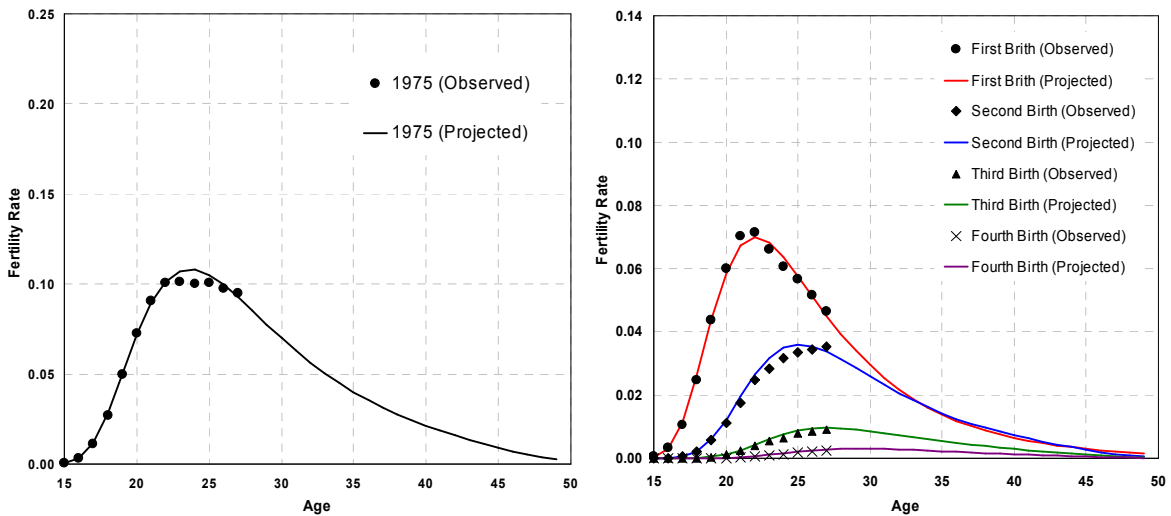 0.25
0.20
0.15
0.10
0.05
0.00
Fertility Rate
15 20 25 30 35 40 45 50
Age
1975 (Observed)
1975 (Projected)
0.14
0.12
0.10
0.08
0.06
0.04
0.02
0.00
Fertility Rate
15 20 25 30 35 40 45 50
Age
First Brith (Observed)
First Brith (Projected)
Second Birth (Observed)
Second Birth (Projected)
Third Birth (Observed)
Third Birth (Projected)
Fourth Birth (Observed)
Fourth Birth (Projected)